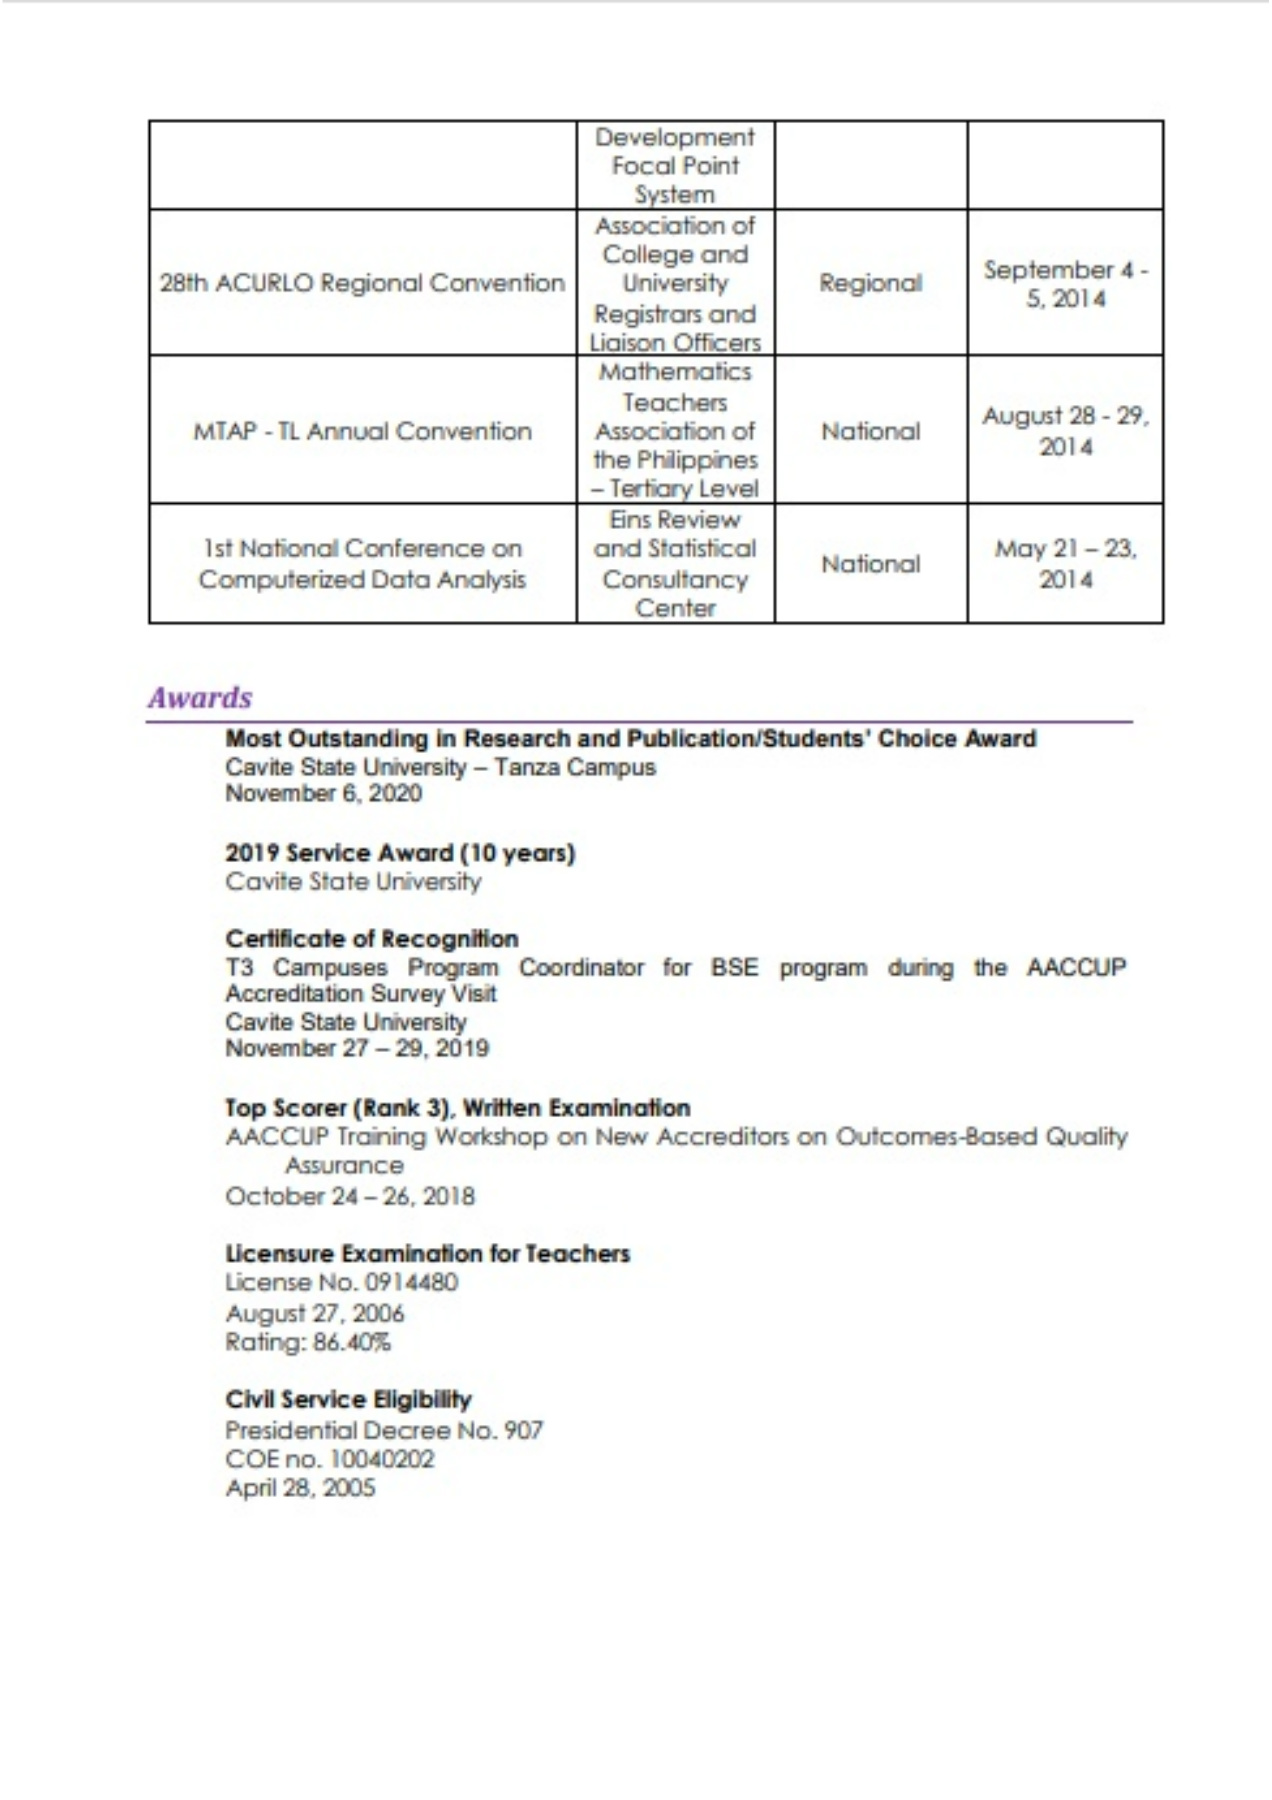 Development
Focal Point
System
28th ACURLO Regional Convention
Association of
College and
University
Registrars and
Liaison Officers
Regional
September 4 -
5, 2014
MTAP - TL Annual Convention
Mathematics
Teachers
Association of
the Philippines
– Tertiary Level
National
August 28 - 29,
2014
1st National Conference on
Computerized Data Analysis
Eins Review
and Statistical
Consultancy
Center
National
May 21 – 23,
2014
Awards
Most Outstanding in Research and Publication/Students' Choice Award
Cavite State University – Tanza Campus
November 6, 2020
2019 Service Award (10 years)
Cavite State University
Certificate of Recognition
T3 Campuses Program Coordinator for BSE program during the AACCUP
Accreditation Survey Visit
Cavite State University
November 27 – 29, 2019
Top Scorer (Rank 3), Written Examination
AACCUP Training Workshop on New Accreditors on Outcomes-Based Quality
Assurance
October 24 – 26, 2018
Licensure Examination for Teachers
License No. 0914480
August 27, 2006
Rating: 86.40%
Civil Service Eligibility
Presidential Decree No. 907
COE no. 10040202
April 28, 2005